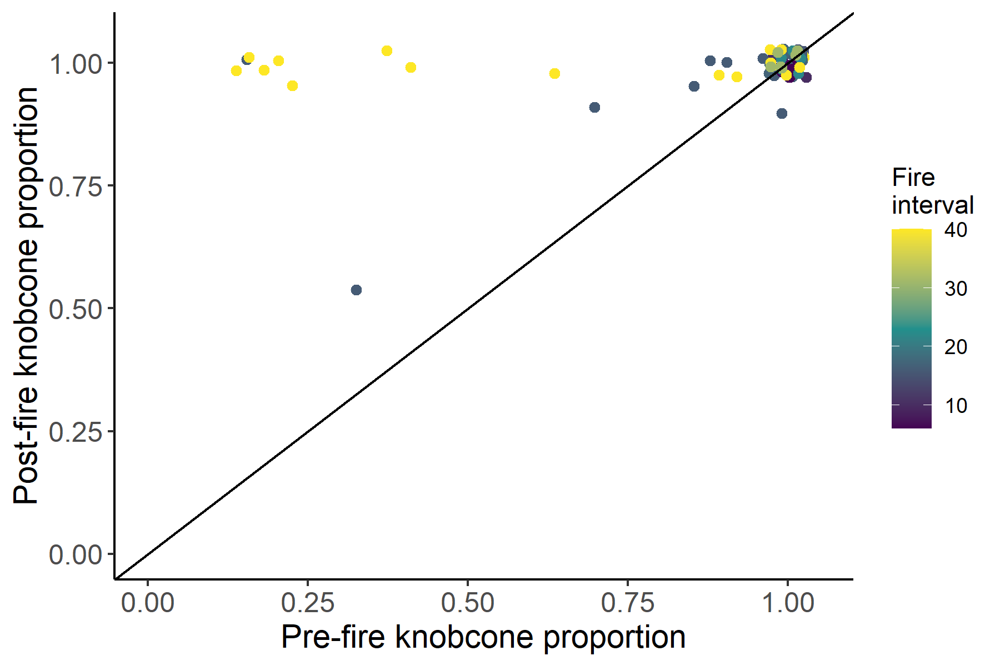 Post-fire knobcone proportion
1.00
0.75
0.50
0.25
0.00
0.00 0.25 0.50 0.75 1.00
Pre-fire knobcone proportion
Fire
interval
40
30
20
10